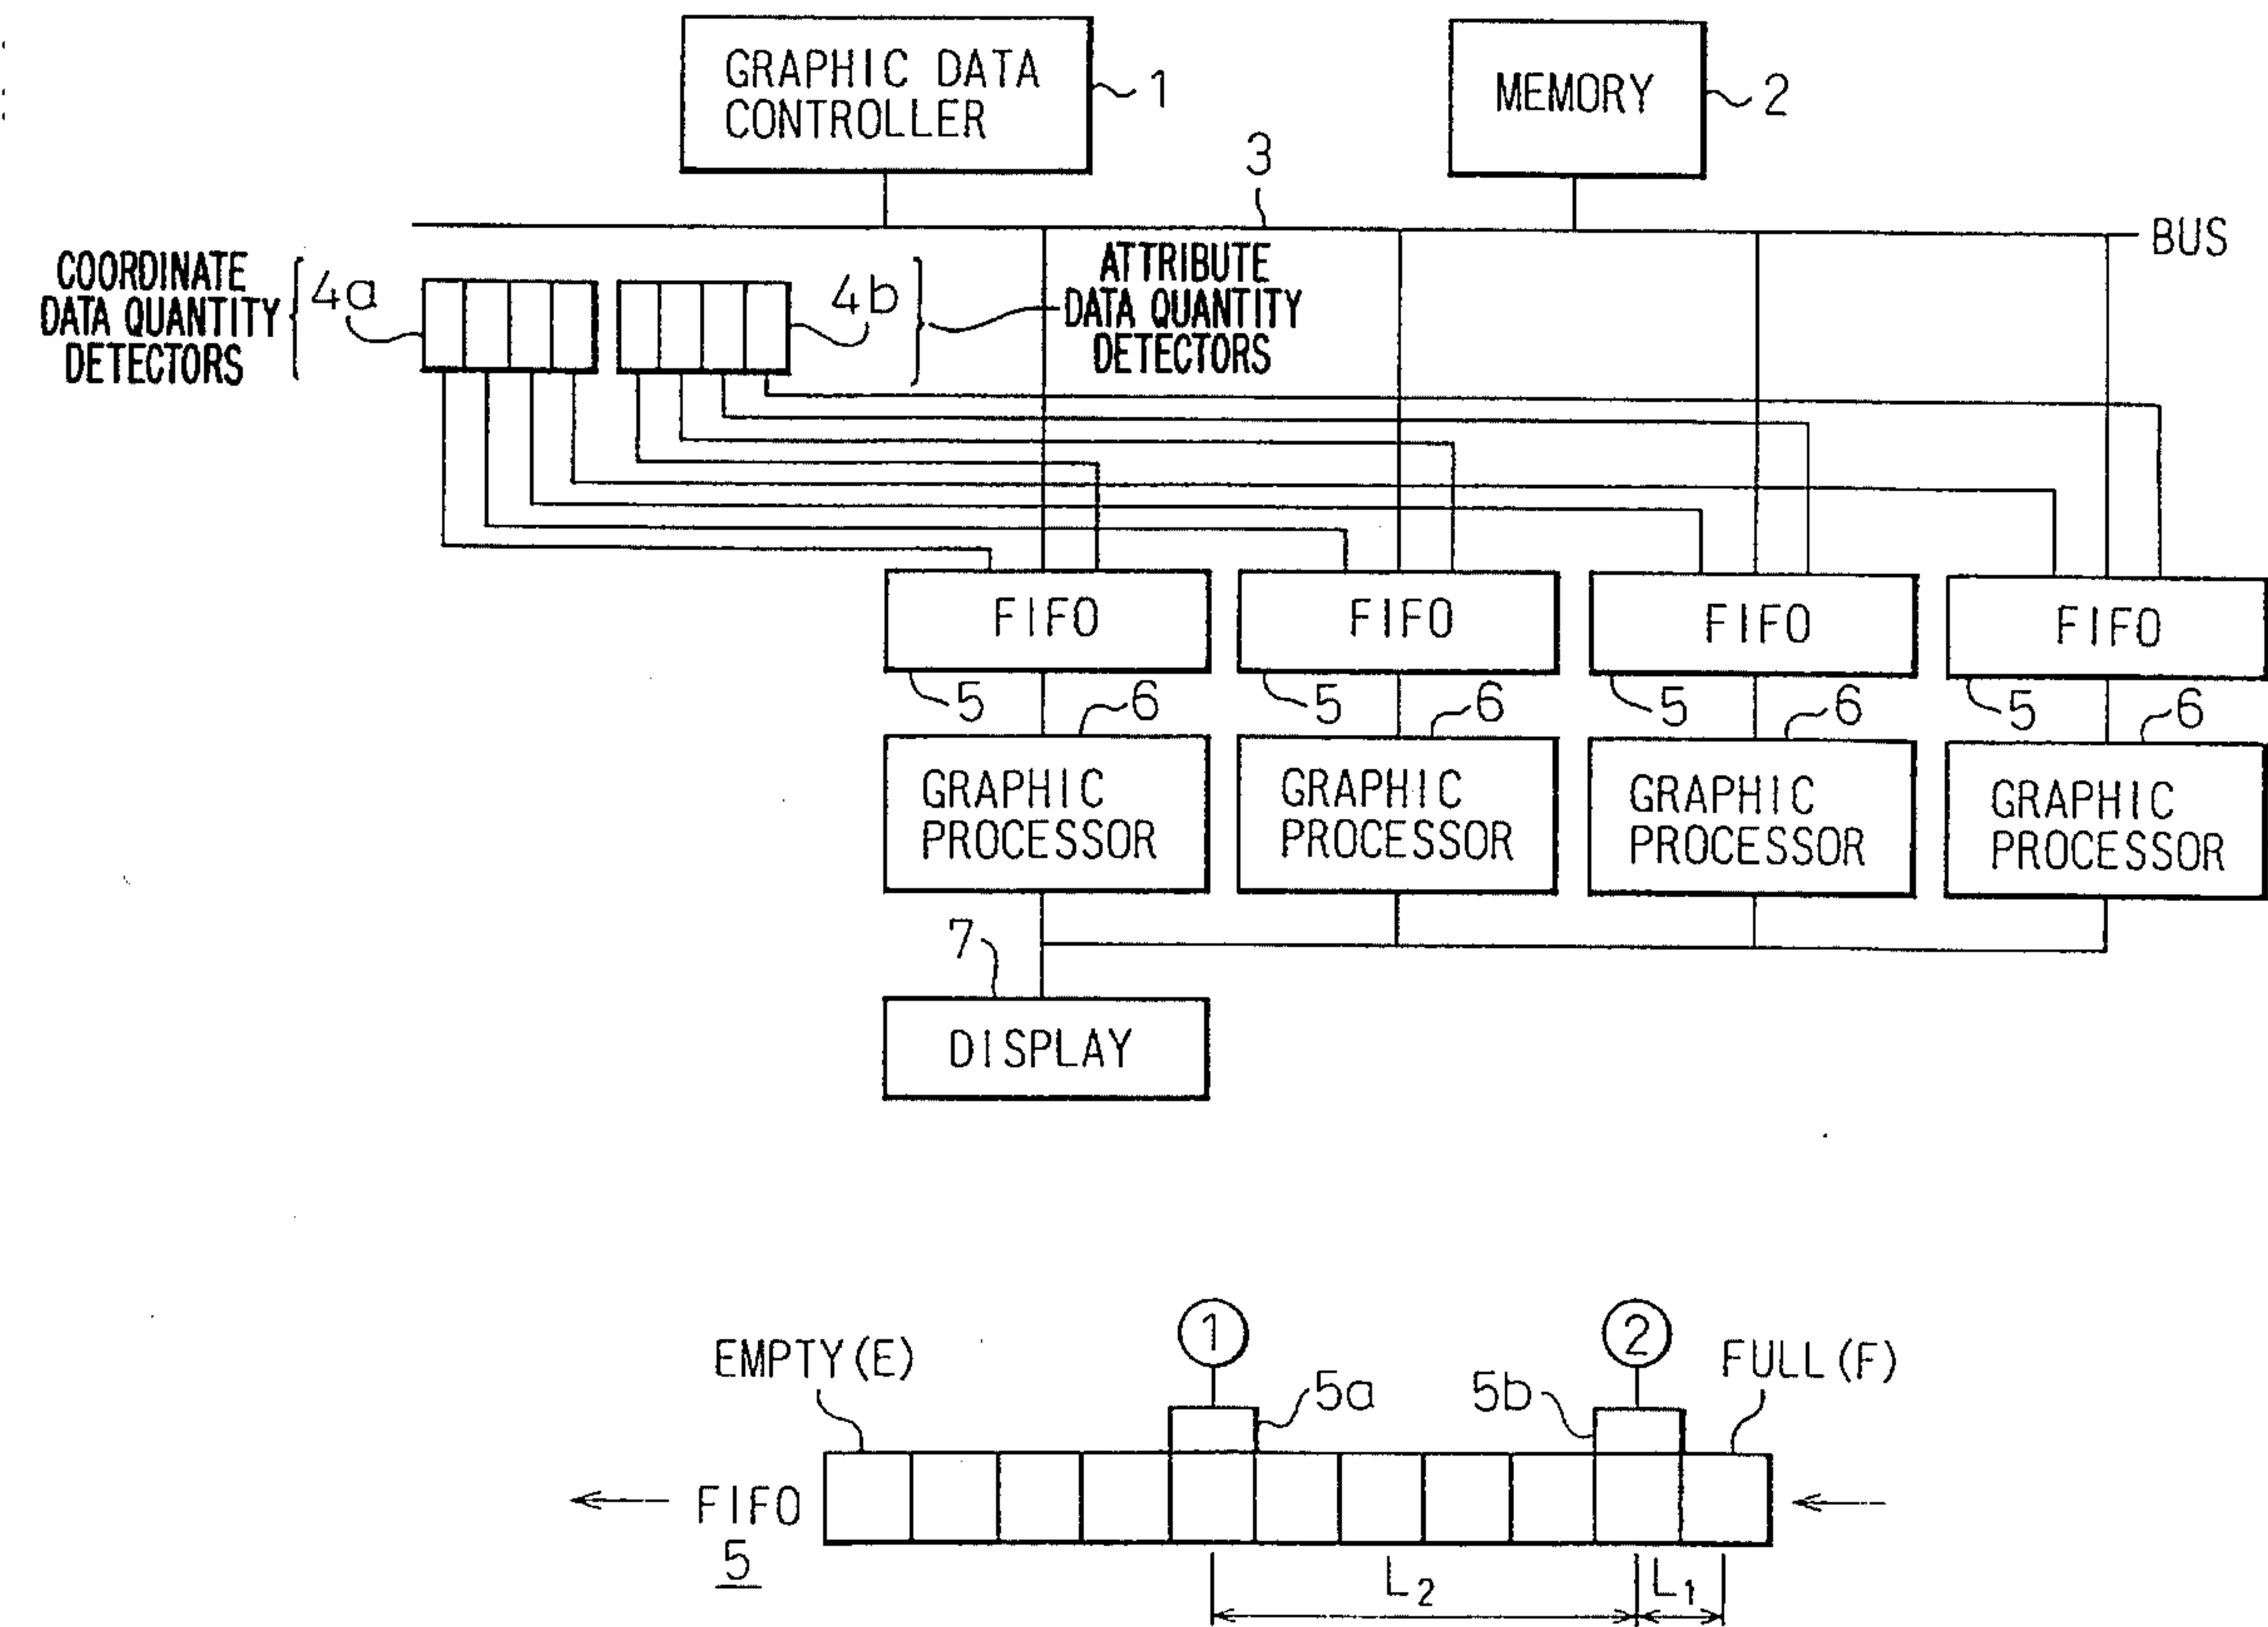 GRAPHIC DATA
CONTROLLER
1
MEMORY
2
3
BUS
COORDINATE
DATA QUANTITY
DETECTORS
4a
4b
ATTRIBUTE
DATA QUANTITY
DETECTORS
FIFO
FIFO
FIFO
FIFO
5
6
5
6
5
6
5
6
GRAPHIC
PROCESSOR
GRAPHIC
PROCESSOR
GRAPHIC
PROCESSOR
GRAPHIC
PROCESSOR
7
DISPLAY
①
②
EMPTY (E)
5a
5b
FULL (F)
FIFO
5
L₂
L₁